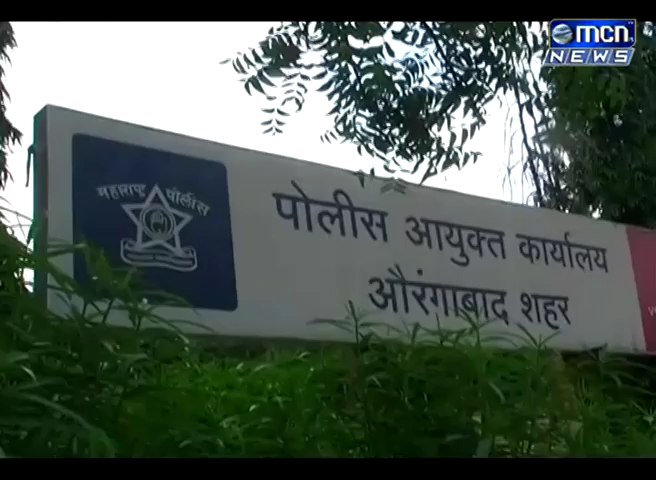 mcn
NEWS
महाराष्ट्र पोलीस
पोलीस आयुक्त कार्यालय
औरंगाबाद शहर